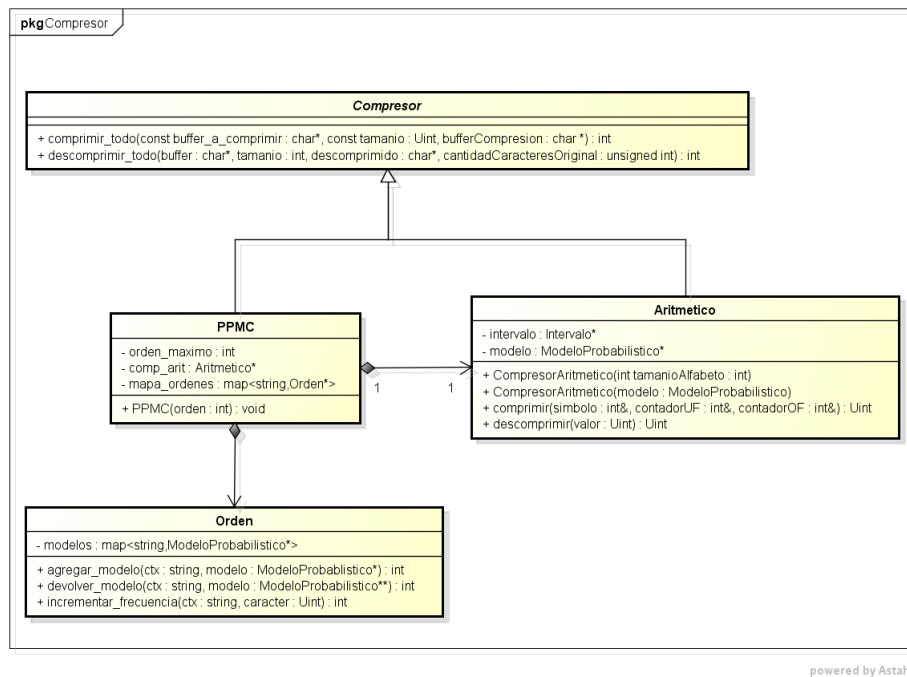 pkg Compresor
Compresor
+ comprimir_todo(const buffer_a_comprimir : char*, const tamanio : Uint, bufferCompresion : char *) : int
+ descomprimir_todo(buffer : char*, tamanio : int, descomprimido : char*, cantidadCaracteresOriginal : unsigned int) : int
PPMC
- orden_maximo : int
- comp_arit : Aritmetico*
- mapa_ordenes : map<string,Orden*>
+ PPMC(orden : int) : void
1
1
Aritmetico
- intervalo : Intervalo*
- modelo : ModeloProbabilistico*
+ CompresorAritmetico(int tamanioAlfabeto : int)
+ CompresorAritmetico(modelo : ModeloProbabilistico)
+ comprimir(simbolo : int&, contadorUF : int&, contadorOF : int&) : Uint
+ descomprimir(valor : Uint) : Uint
Orden
- modelos : map<string,ModeloProbabilistico*>
+ agregar_modelo(ctx : string, modelo : ModeloProbablistico*) : int
+ devolver_modelo(ctx : string, modelo : ModeloProbabilistico**) : int
+ incrementar_frecuencia(ctx : string, caracter : Uint) : int
powered by Astah